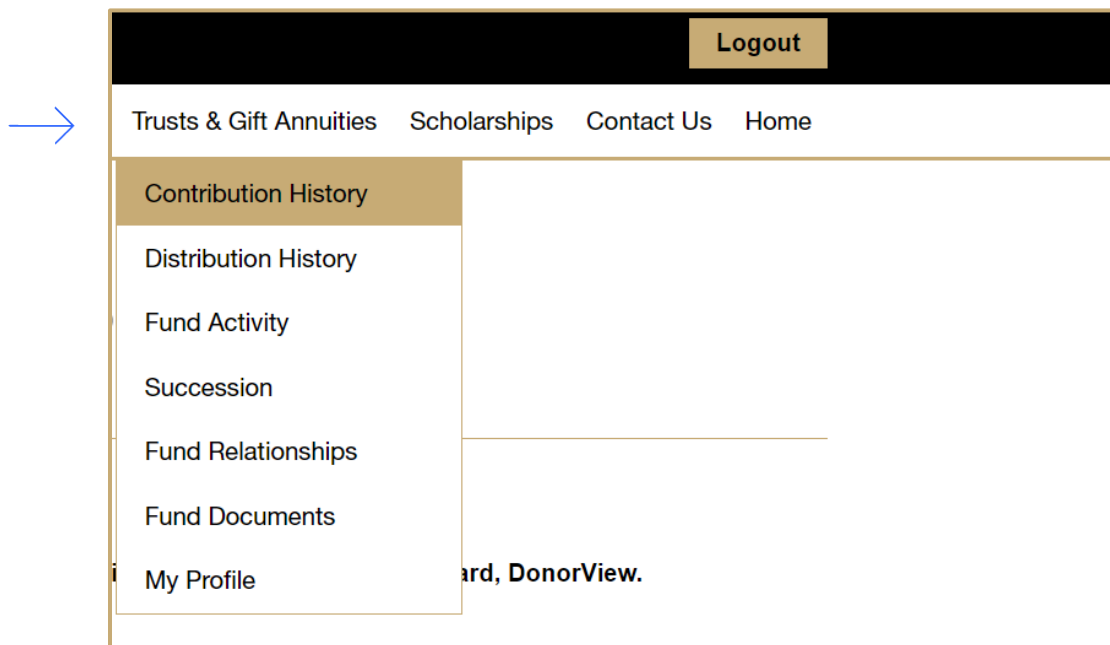 Logout
Trusts & Gift Annuities Scholarships Contact Us Home
Contribution History
Distribution History
Fund Activity
Succession
Fund Relationships
Fund Documents
My Profile
DonorView.